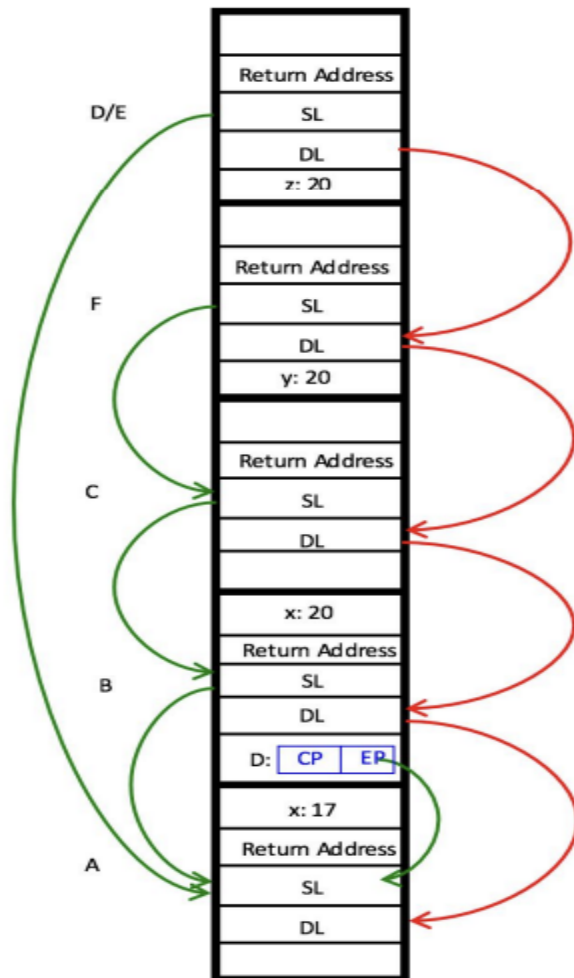 Return Address
D/E SL
DL
z: 20
Return Address
F SL
DL
y: 20
Return Address
C SL
DL
x: 20
Return Address
B SL
DL
D: CP EP
x: 17
Return Address
A SL
DL